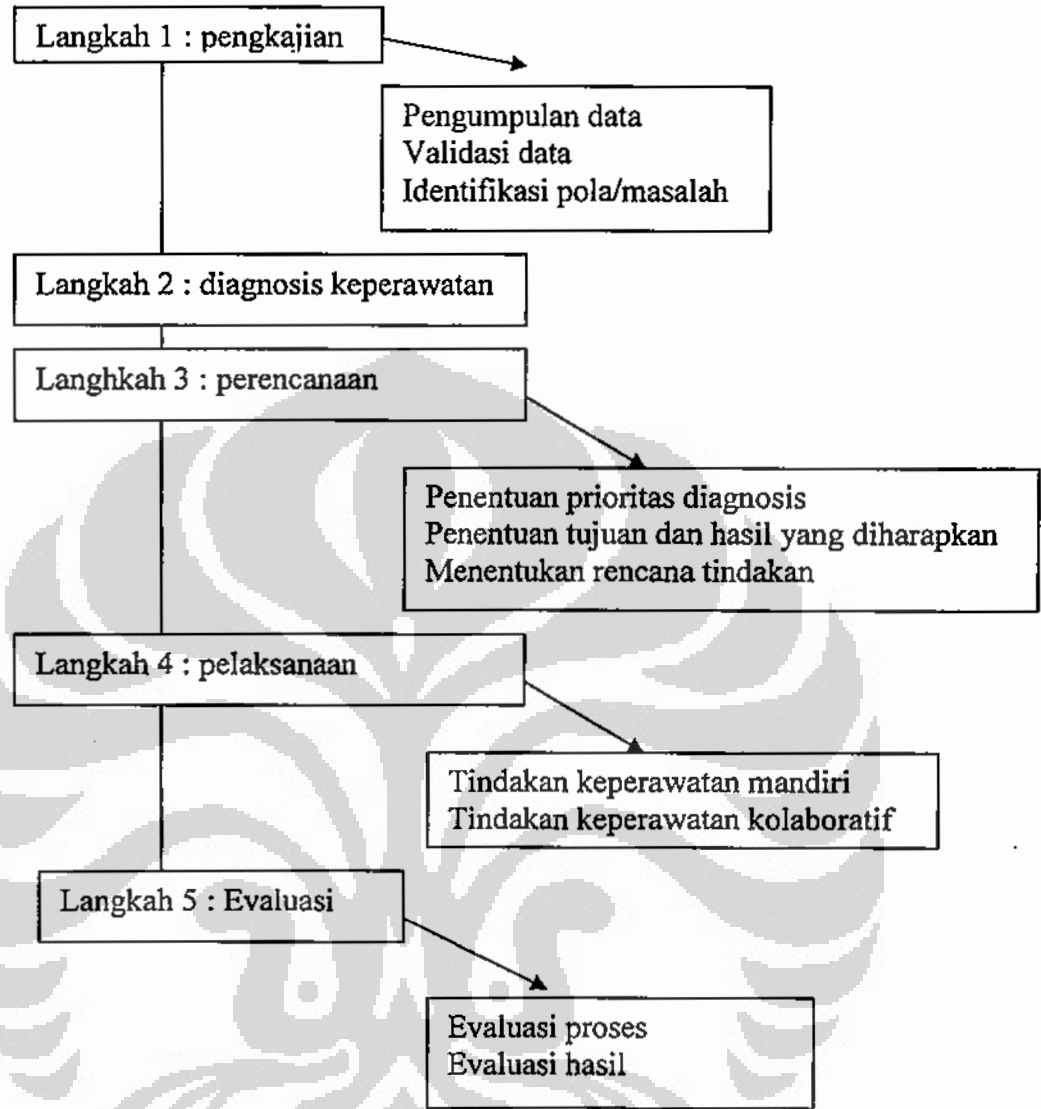 Langkah 1 : pengkajian
Pengumpulan data
Validasi data
Identifikasi pola/masalah
Langkah 2 : diagnosis keperawatan
Langhkah 3 : perencanaan
Penentuan prioritas diagnosis
Penentuan tujuan dan hasil yang diharapkan
Menentukan rencana tindakan
Langkah 4 : pelaksanaan
Tindakan keperawatan mandiri
Tindakan keperawatan kolaboratif
Langkah 5 : Evaluasi
Evaluasi proses
Evaluasi hasil